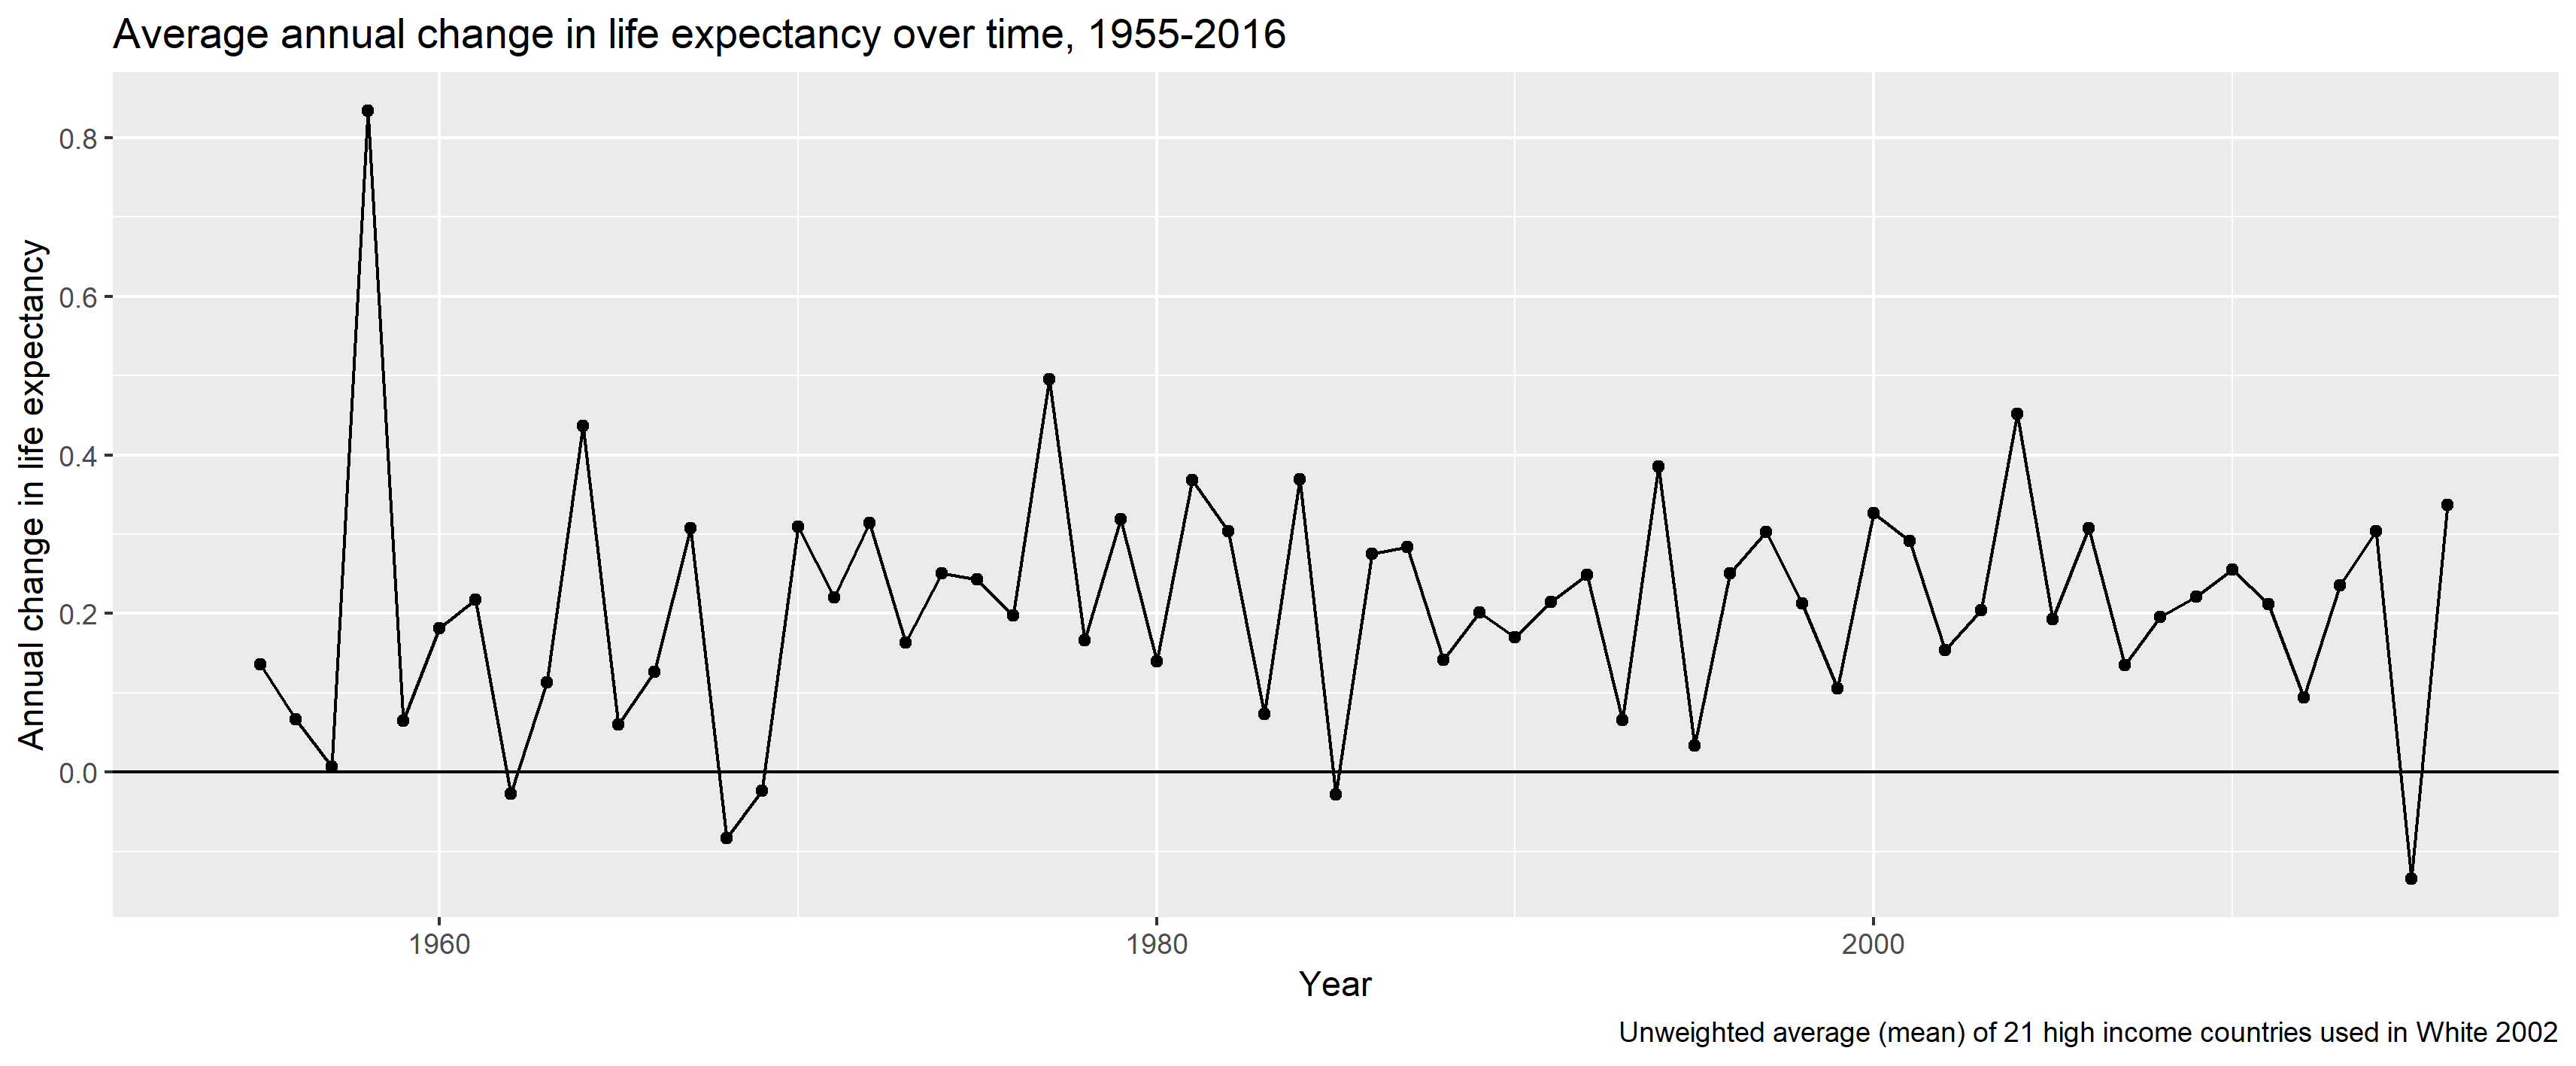 Average annual change in life expectancy over time, 1955-2016
Annual change in life expectancy
0.8
0.6
0.4
0.2
0.0
1960
1980
2000
Year
Unweighted average (mean) of 21 high income countries used in White 2002